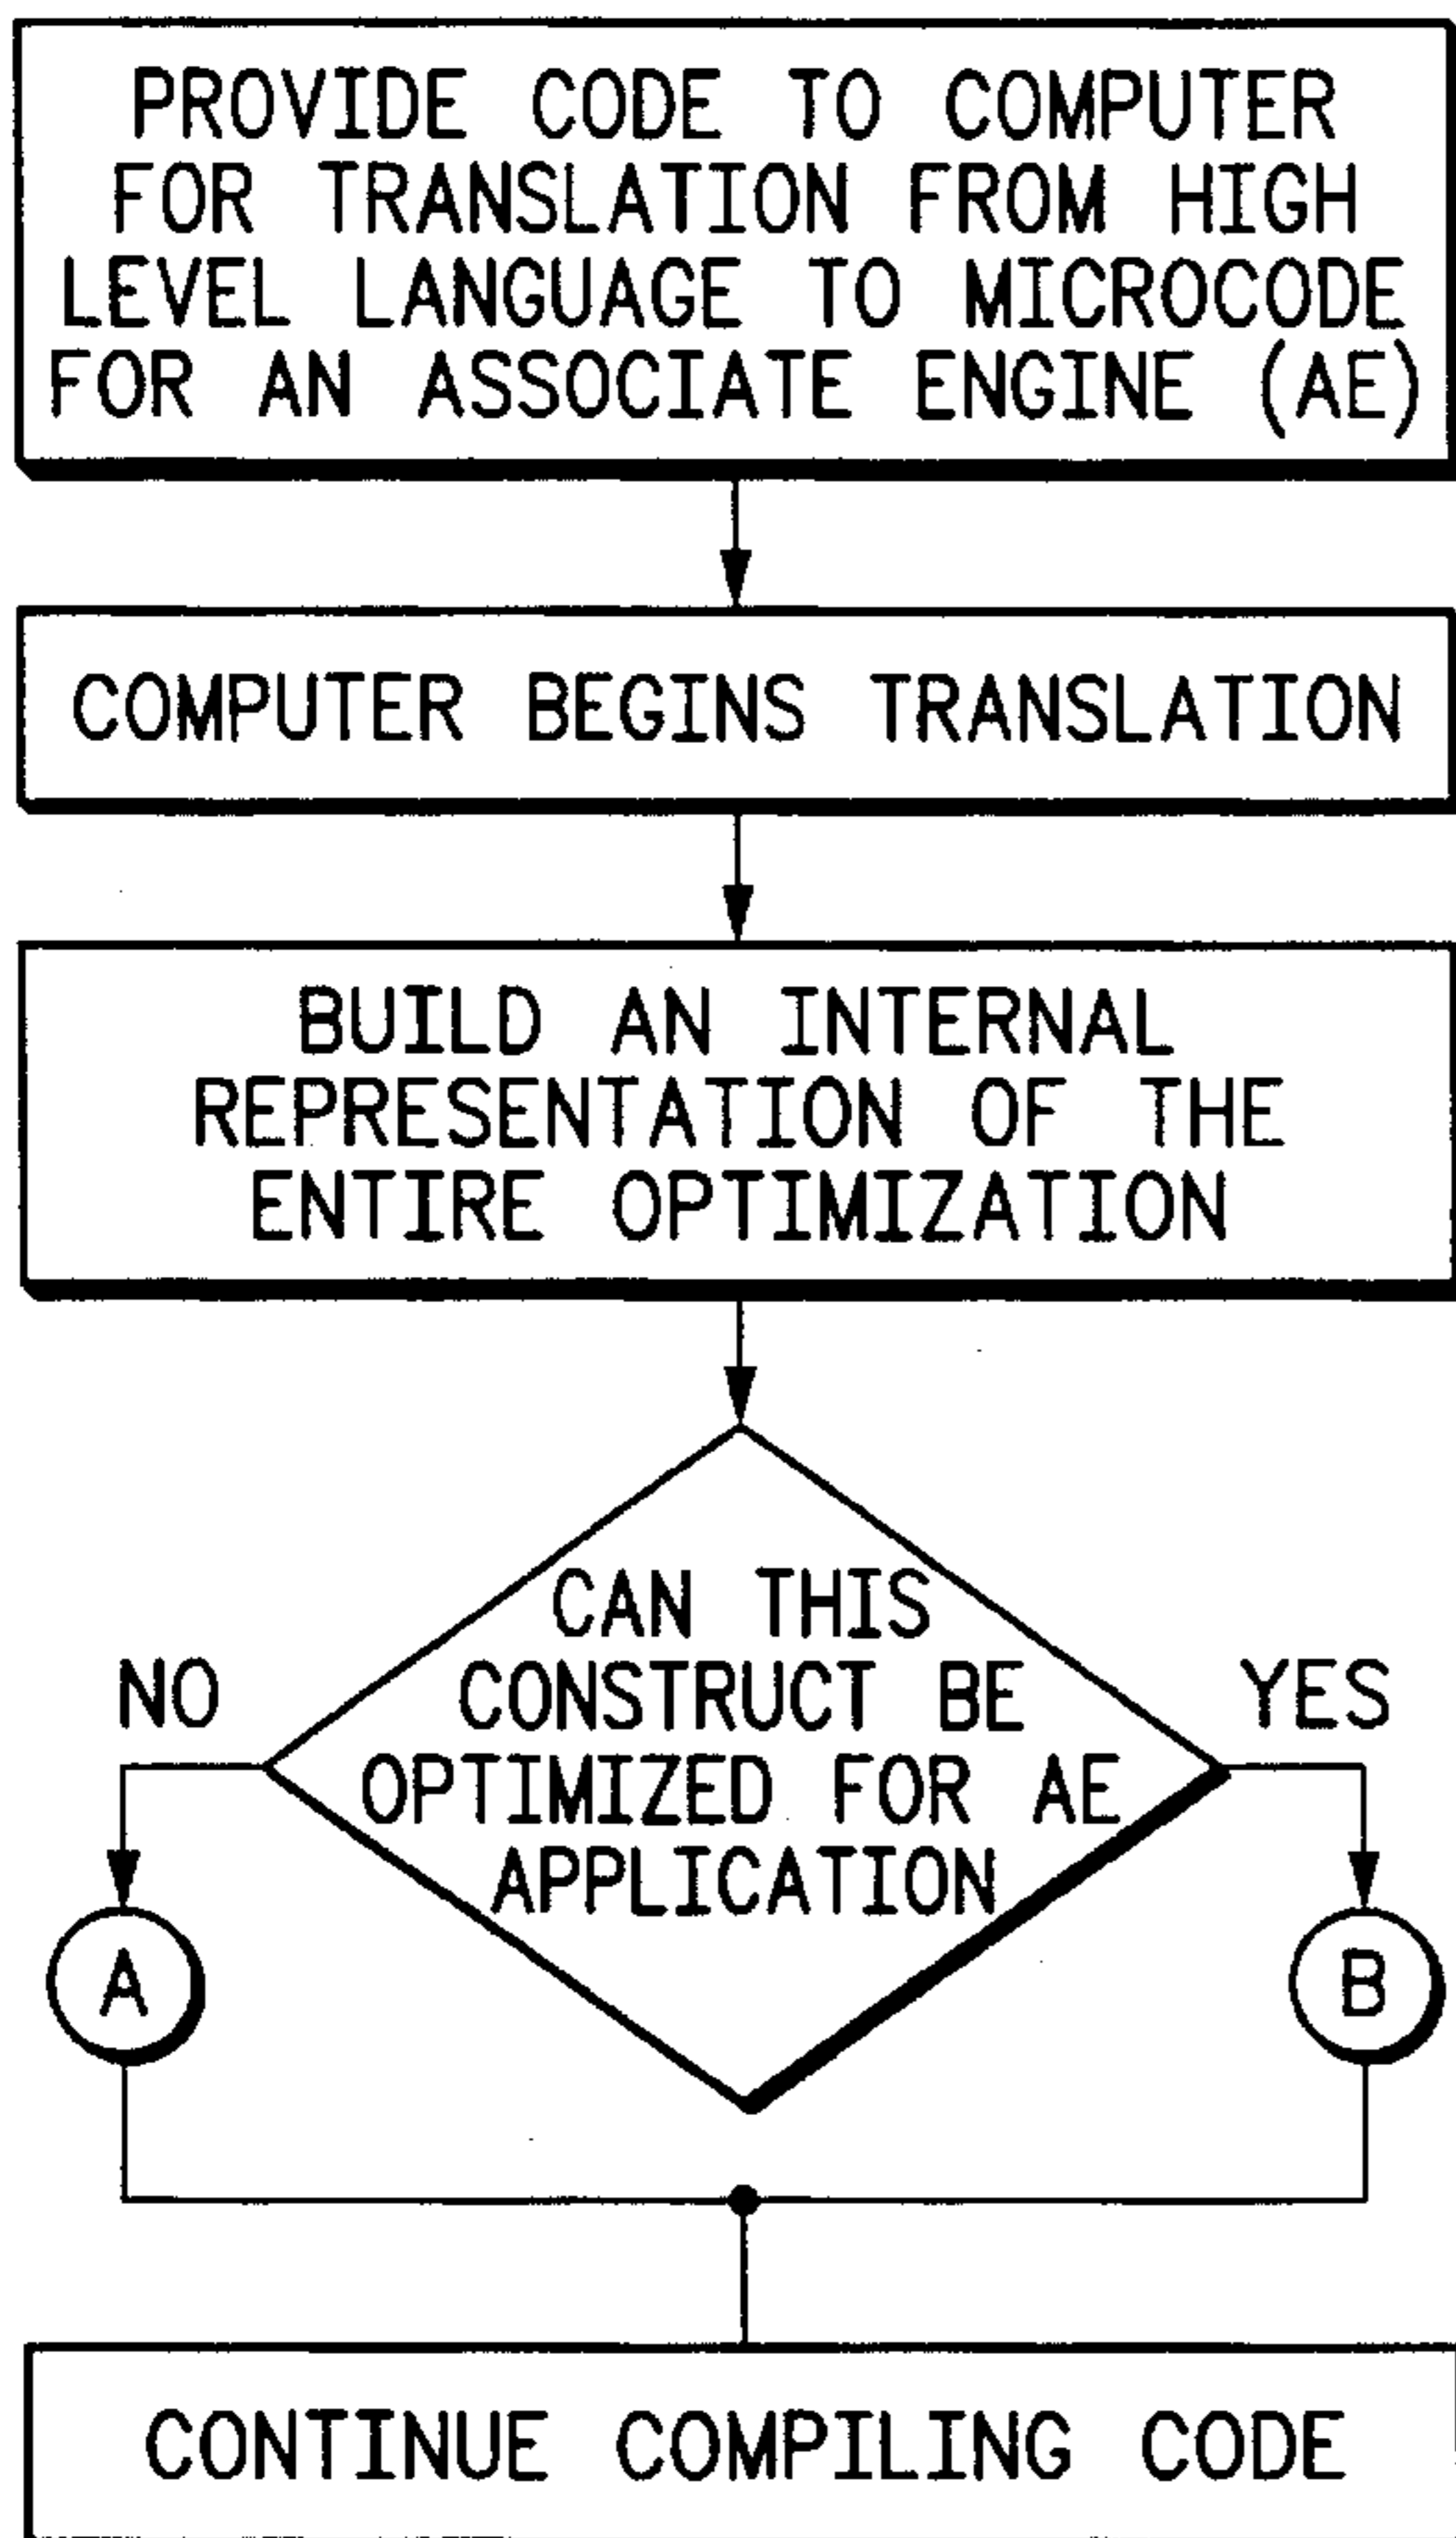 PROVIDE CODE TO COMPUTER
FOR TRANSLATION FROM HIGH
LEVEL LANGUAGE TO MICROCODE
FOR AN ASSOCIATE ENGINE (AE)
COMPUTER BEGINS TRANSLATION
BUILD AN INTERNAL
REPRESENTATION OF THE
ENTIRE OPTIMIZATION
CAN THIS
CONSTRUCT BE
OPTIMIZED FOR AE
APPLICATION
NO
YES
A
B
CONTINUE COMPILING CODE